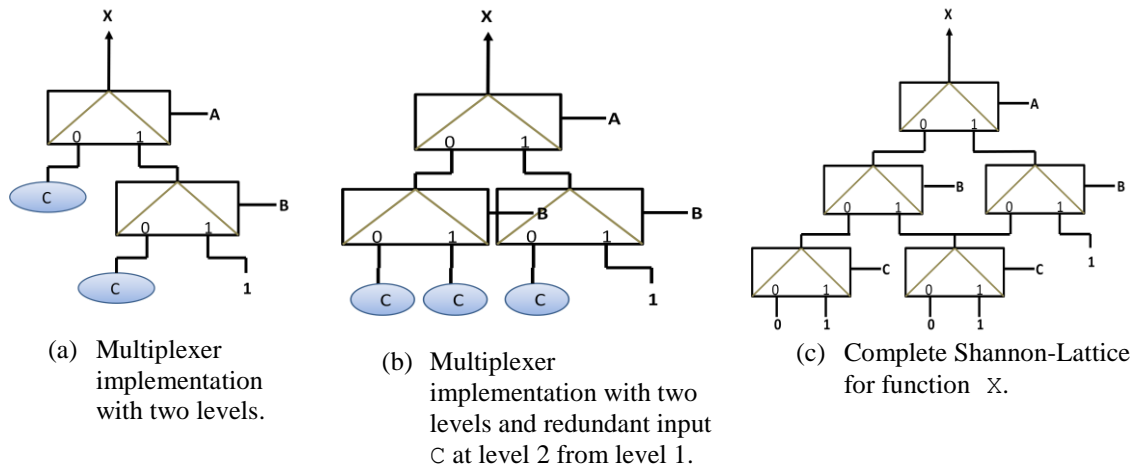 X
A
0 1
C
B
0 1
C
1
(a) Multiplexer
implementation
with two levels.
X
A
0 1
B
B
0 1
0 1
C
C
C
1
(b) Multiplexer
implementation with two
levels and redundant input
C at level 2 from level 1.
X
A
0 1
B
B
0 1
0 1
1
C
C
0 1
0 1
0 1
0 1
(c) Complete Shannon-Lattice
for function X.